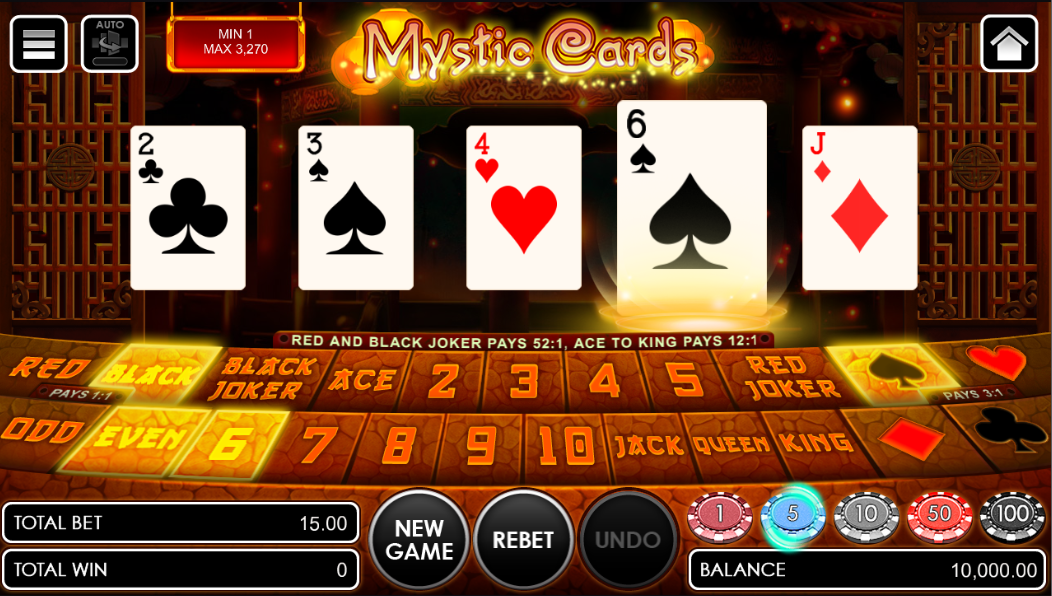 AUTO
MIN 1
MAX 3,270
Mystic Cards
2
3
4
6
J
RED AND BLACK JOKER PAYS 52:1, ACE TO KING PAYS 12:1
RED
BLACK
BLACK
JOKER
ACE
2
3
4
5
RED
JOKER
PAYS 1:1
PAYS 3:1
ODD
EVEN
6
7
8
9
10
JACK
QUEEN
KING
TOTAL BET 15.00
NEW
GAME
REBET
UNDO
1
5
10
50
100
TOTAL WIN 0
BALANCE 10,000.00